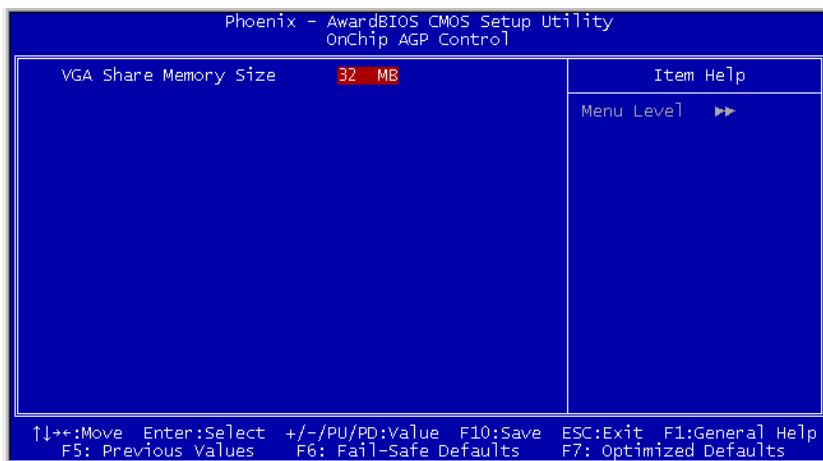 Phoenix - AwardBIOS CMOS Setup Utility
OnChip AGP Control
VGA Share Memory Size 32 MB
Item Help
Menu Level ►►
↑↓→←:Move Enter:Select +/-/PU/PD:Value F10:Save ESC:Exit F1:General Help
F5: Previous Values F6: Fail-Safe Defaults F7: Optimized Defaults